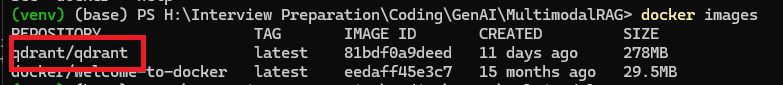 (venv) (base) PS H:\Interview Preparation\Coding\GenAI\MultimodalRAG> docker images
REPOSITORY TAG IMAGE ID CREATED SIZE
qdrant/qdrant latest 81bdf0a9deed 11 days ago 278MB
docker/welcome-to-docker latest eedaff45e3c7 15 months ago 29.5MB